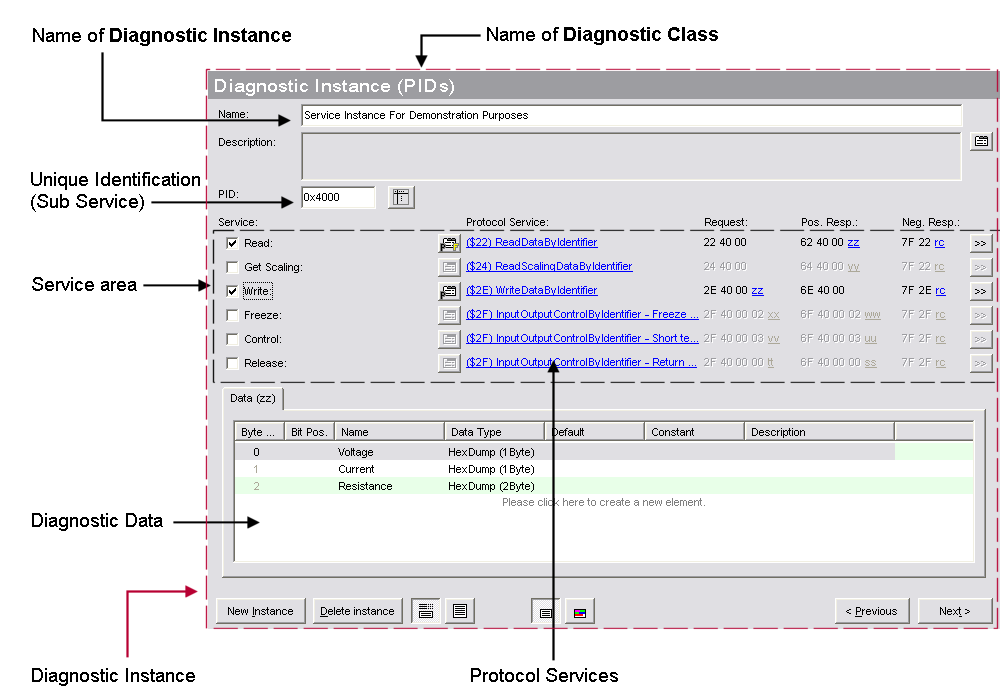 Name of Diagnostic Instance
Name of Diagnostic Class
Diagnostic Instance (PIDs)
Name: Service Instance For Demonstration Purposes
Description:
Unique Identification
(Sub Service)
PID: 0x4000
Service: Protocol Service: Request: Pos. Resp.: Neg. Resp.:
Read: ($22) ReadDataByIdentifier 22 40 00 62 40 00 zz 7F 22 rc >>
Get Scaling: ($24) ReadScalingDataByIdentifier 24 40 00 64 40 00 yy 7F 24 rc >>
Service area
Write: ($2E) WriteDataByIdentifier 2E 40 00 zz 6E 40 00 7F 2E rc >>
Freeze: ($2F) InputOutputControlByIdentifier - Freeze ... 2F 40 00 02 xx 6F 40 00 02 ww 7F 2F rc >>
Control: ($2F) InputOutputControlByIdentifier - Short te... 2F 40 00 03 vv 6F 40 00 03 uu 7F 2F rc >>
Release: ($2F) InputOutputControlByIdentifier - Return ... 2F 40 00 00 tt 6F 40 00 00 ss 7F 2F rc >>
Data (zz)
Byte ... Bit Pos. Name Data Type Default Constant Description
0 Voltage HexDump (1Byte)
1 Current HexDump (1Byte)
2 Resistance HexDump (2Byte)
Please click here to create a new element.
Diagnostic Data
New Instance Delete instance < Previous Next >
Diagnostic Instance
Protocol Services